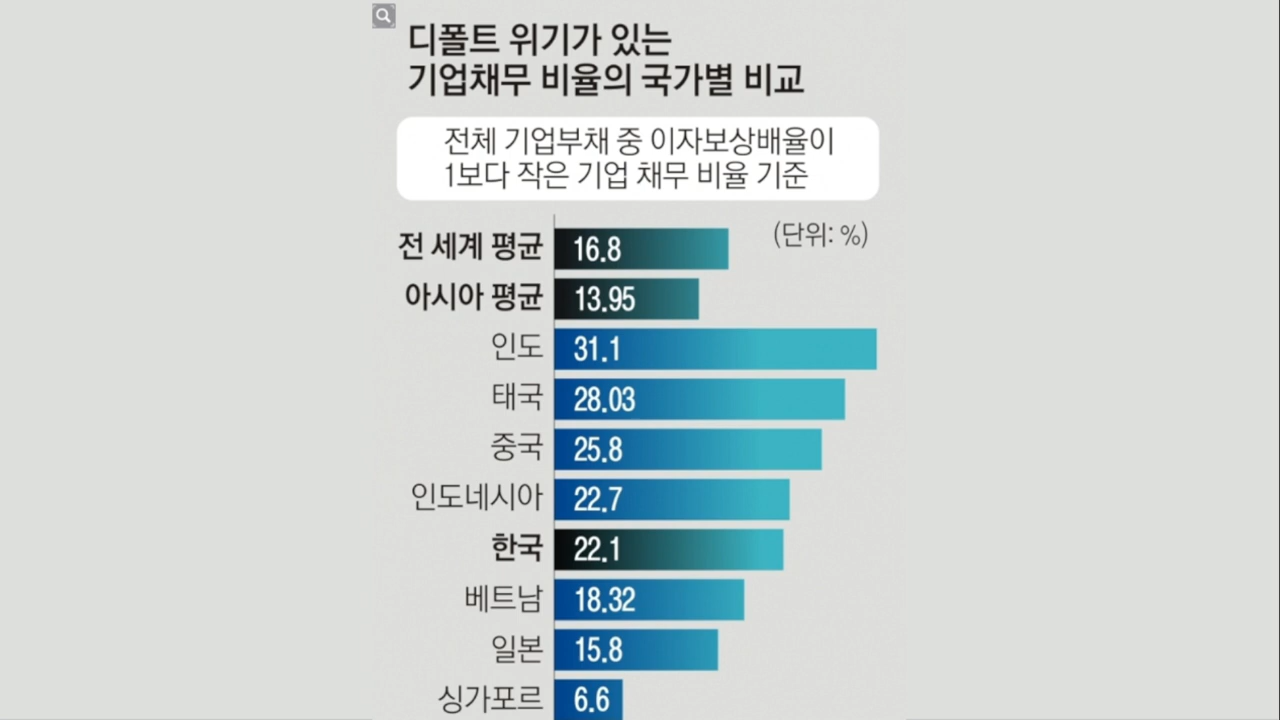 디폴트 위기가 있는
기업채무 비율의 국가별 비교
전체 기업부채 중 이자보상배율이
1보다 작은 기업 채무 비율 기준
(단위: %)
전 세계 평균 16.8
아시아 평균 13.95
인도 31.1
태국 28.03
중국 25.8
인도네시아 22.7
한국 22.1
베트남 18.32
일본 15.8
싱가포르 6.6